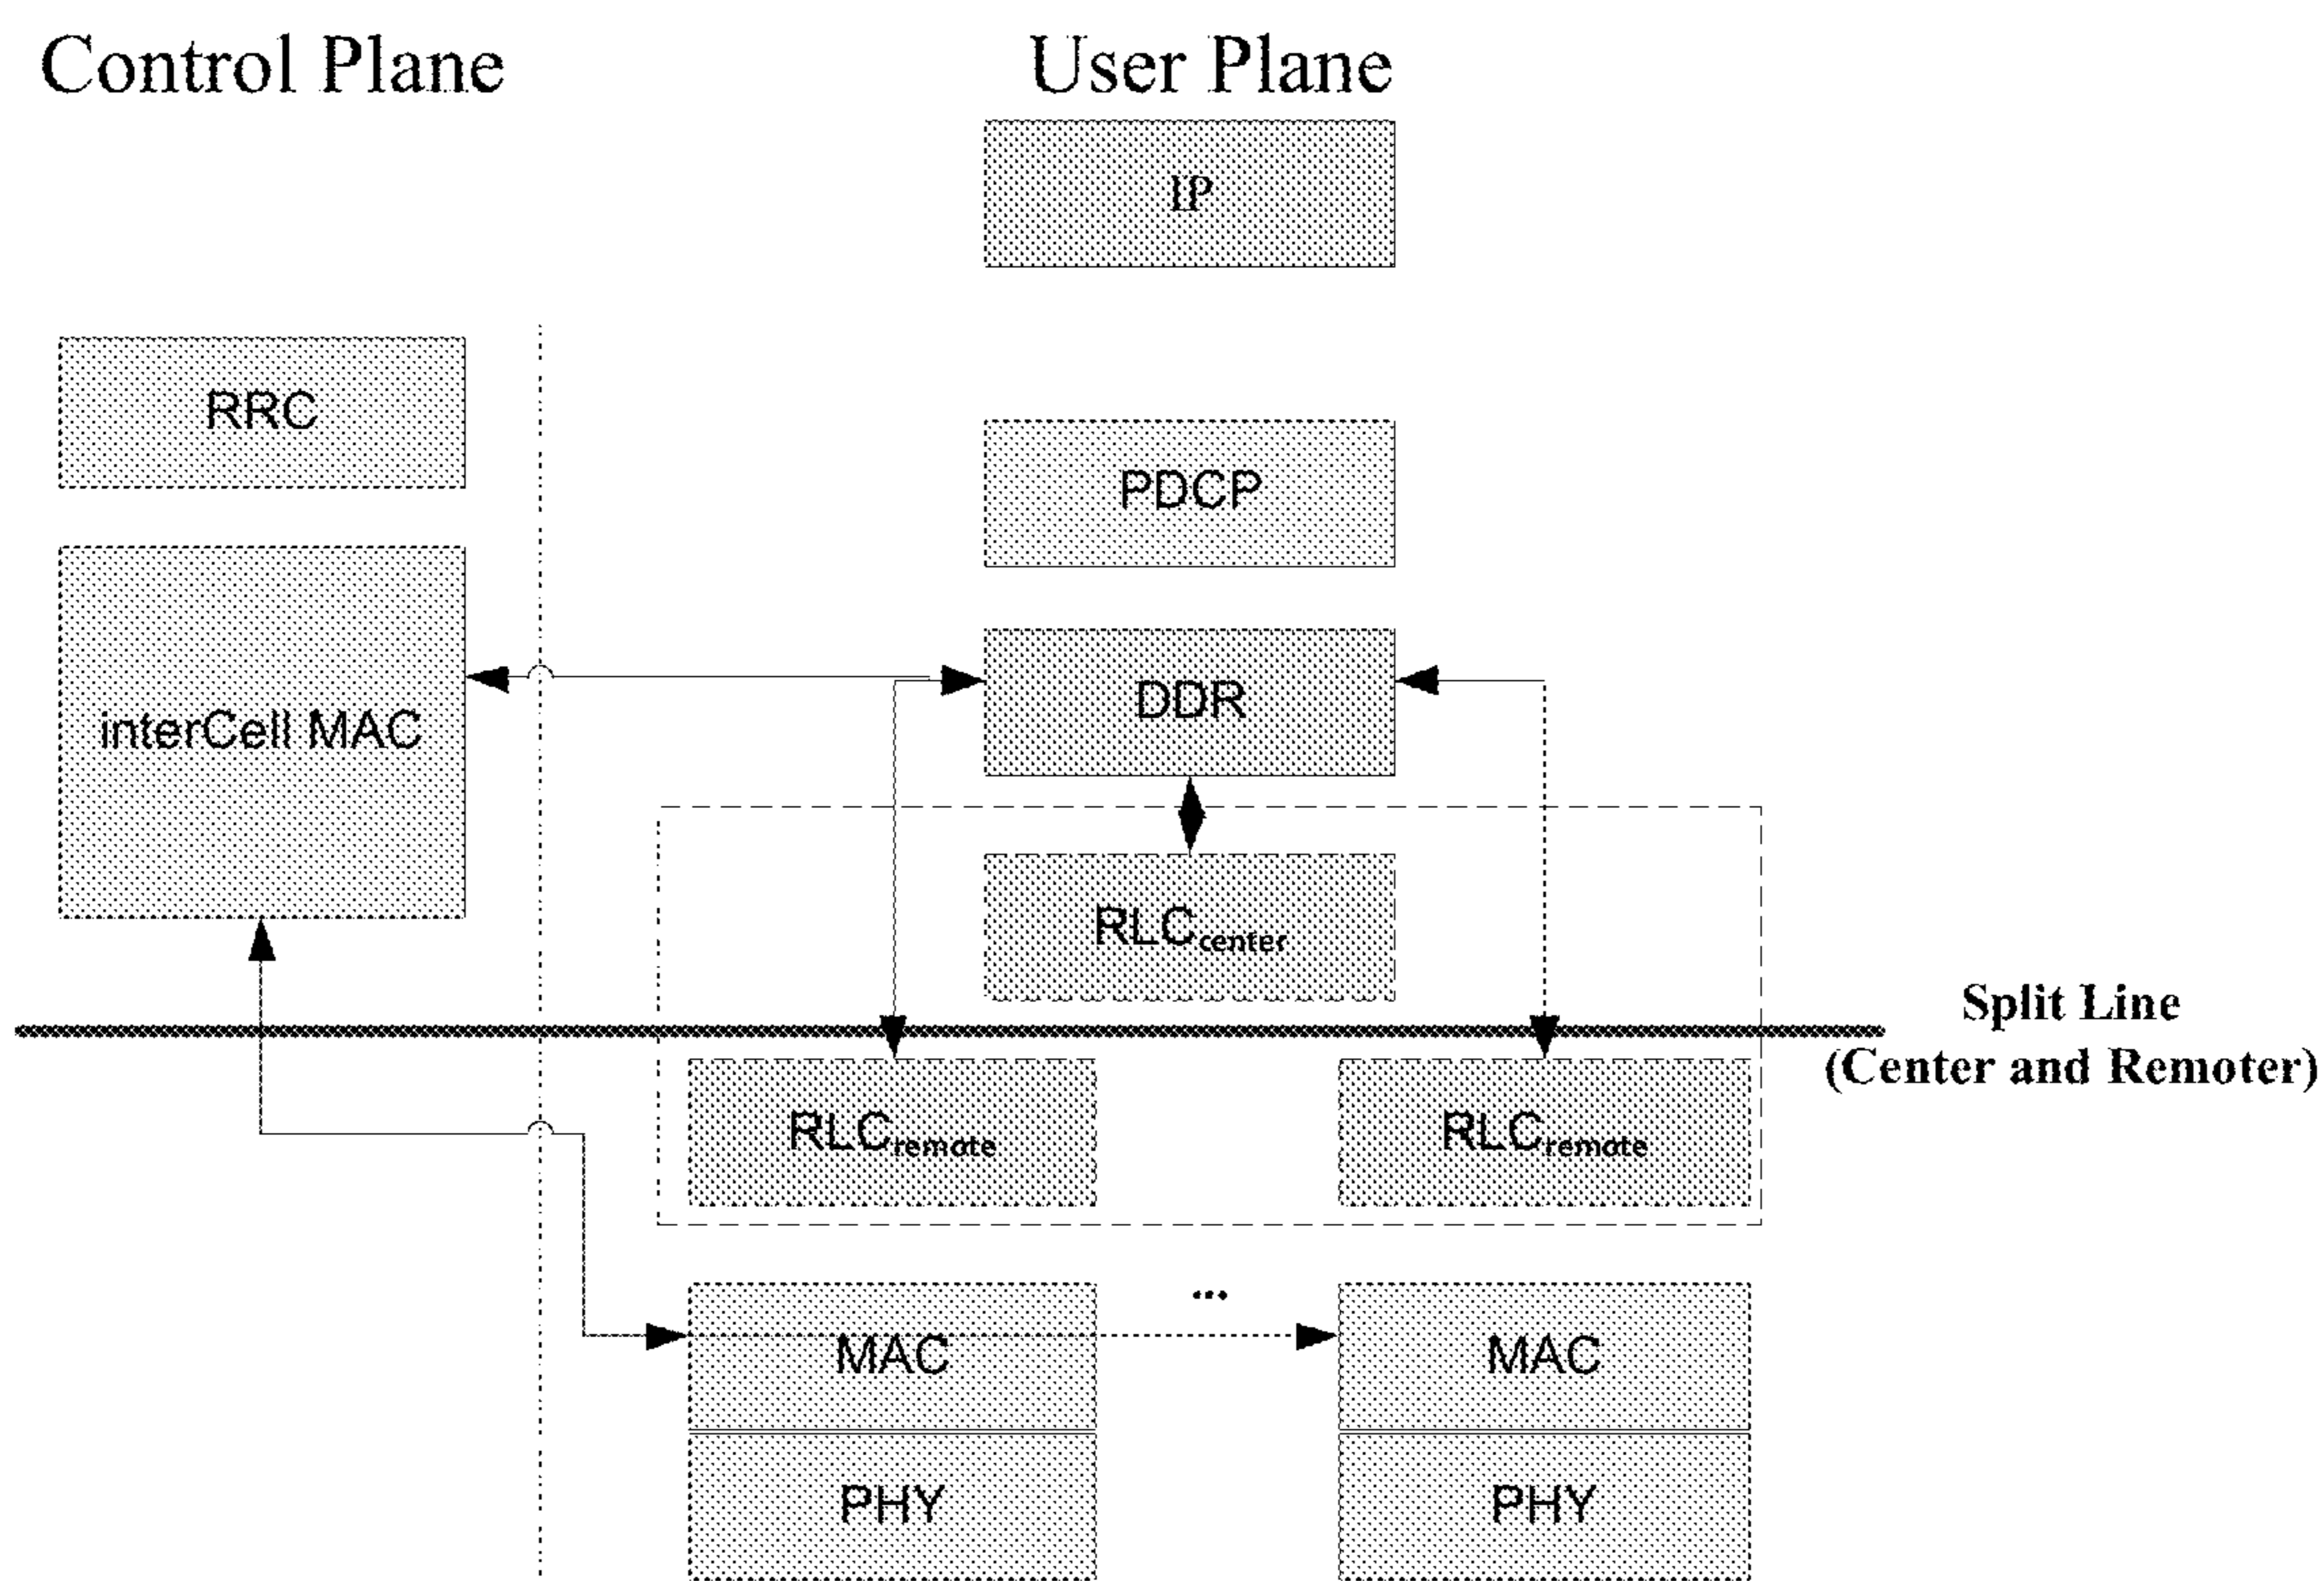 Control Plane
User Plane
IP
RRC
PDCP
interCell MAC
DDR
RLCcenter
Split Line
(Center and Remoter)
RLCremote
RLCremote
...
MAC
MAC
PHY
PHY